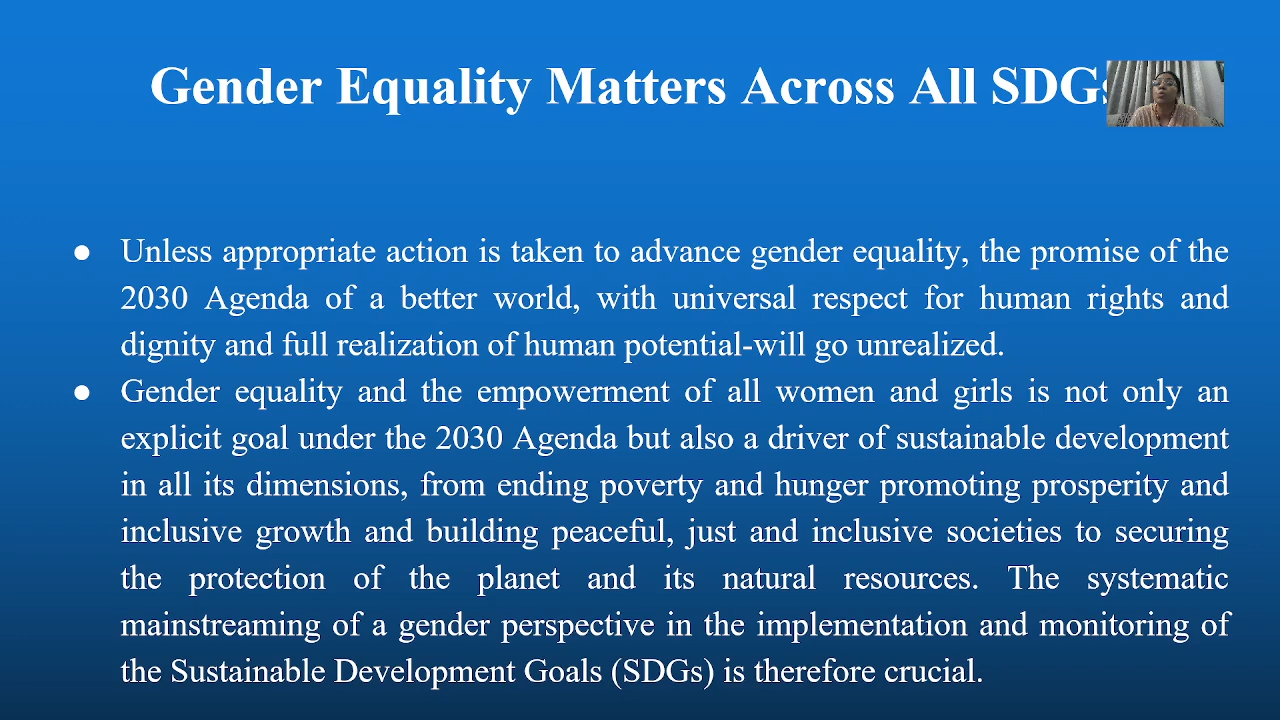 Gender Equality Matters Across All SDGs
● Unless appropriate action is taken to advance gender equality, the promise of the
2030 Agenda of a better world, with universal respect for human rights and
dignity and full realization of human potential-will go unrealized.
● Gender equality and the empowerment of all women and girls is not only an
explicit goal under the 2030 Agenda but also a driver of sustainable development
in all its dimensions, from ending poverty and hunger promoting prosperity and
inclusive growth and building peaceful, just and inclusive societies to securing
the protection of the planet and its natural resources. The systematic
mainstreaming of a gender perspective in the implementation and monitoring of
the Sustainable Development Goals (SDGs) is therefore crucial.